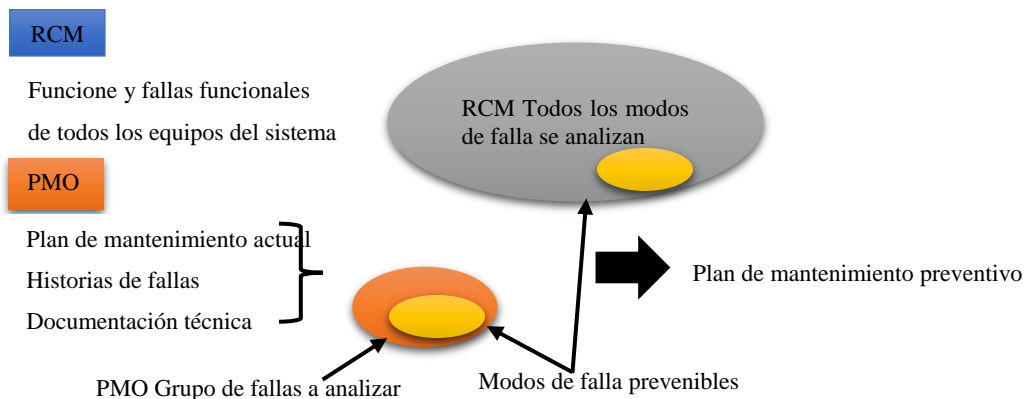 RCM
Funcione y fallas funcionales
de todos los equipos del sistema
RCM Todos los modos
de falla se analizan
PMO
Plan de mantenimiento actual
Historias de fallas
Documentación técnica
Plan de mantenimiento preventivo
PMO Grupo de fallas a analizar
Modos de falla prevenibles